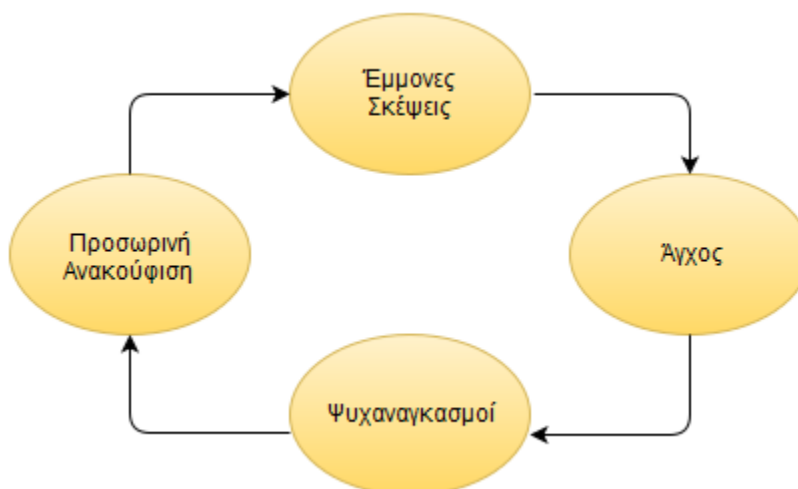 Έμμονες
Σκέψεις
Άγχος
Ψυχαναγκασμοί
Προσωρινή
Ανακούφιση